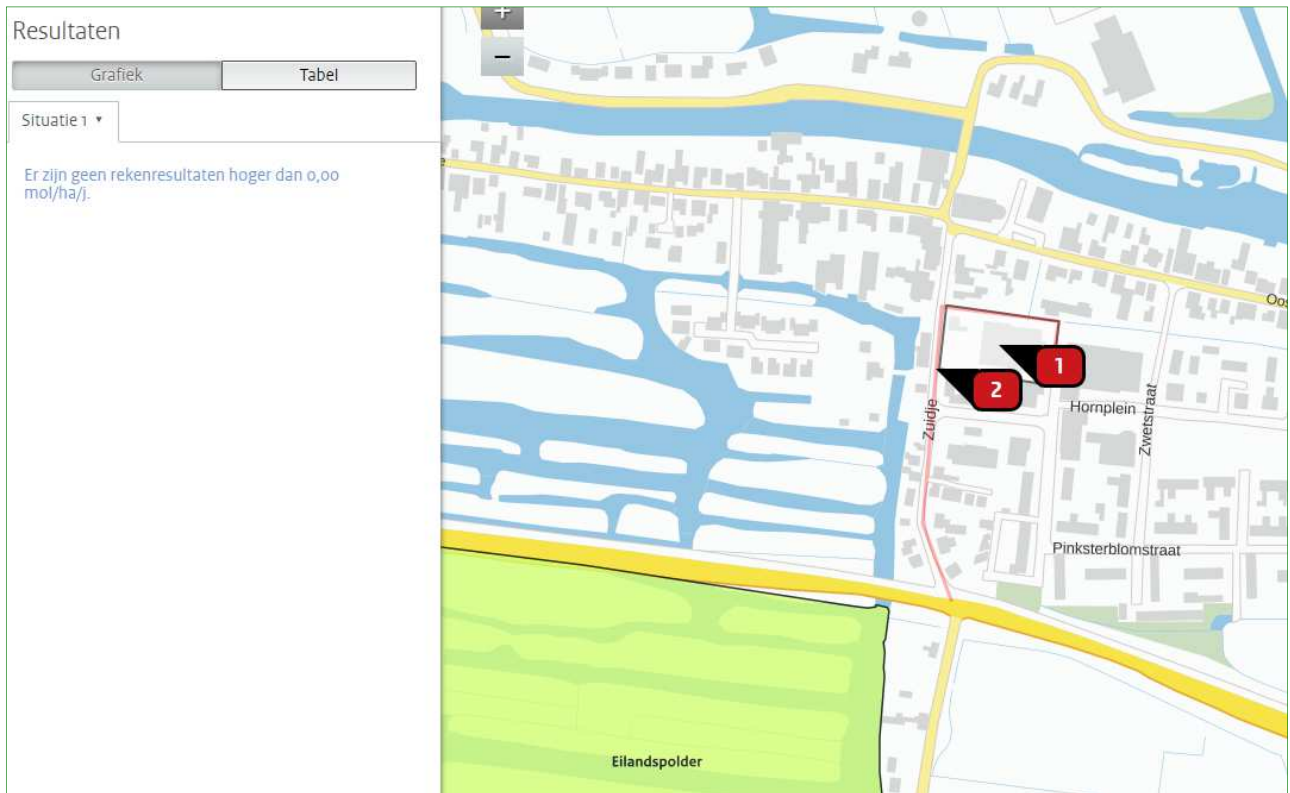 Resultaten
Grafiek
Tabel
Situatie 1 ▾
Er zijn geen rekenresultaten hoger dan 0,00
mol/ha/j.
+
−
1
2
Zuidje
Hornplein
Zwetstraat
Pinksterblomstraat
Eilandspolder